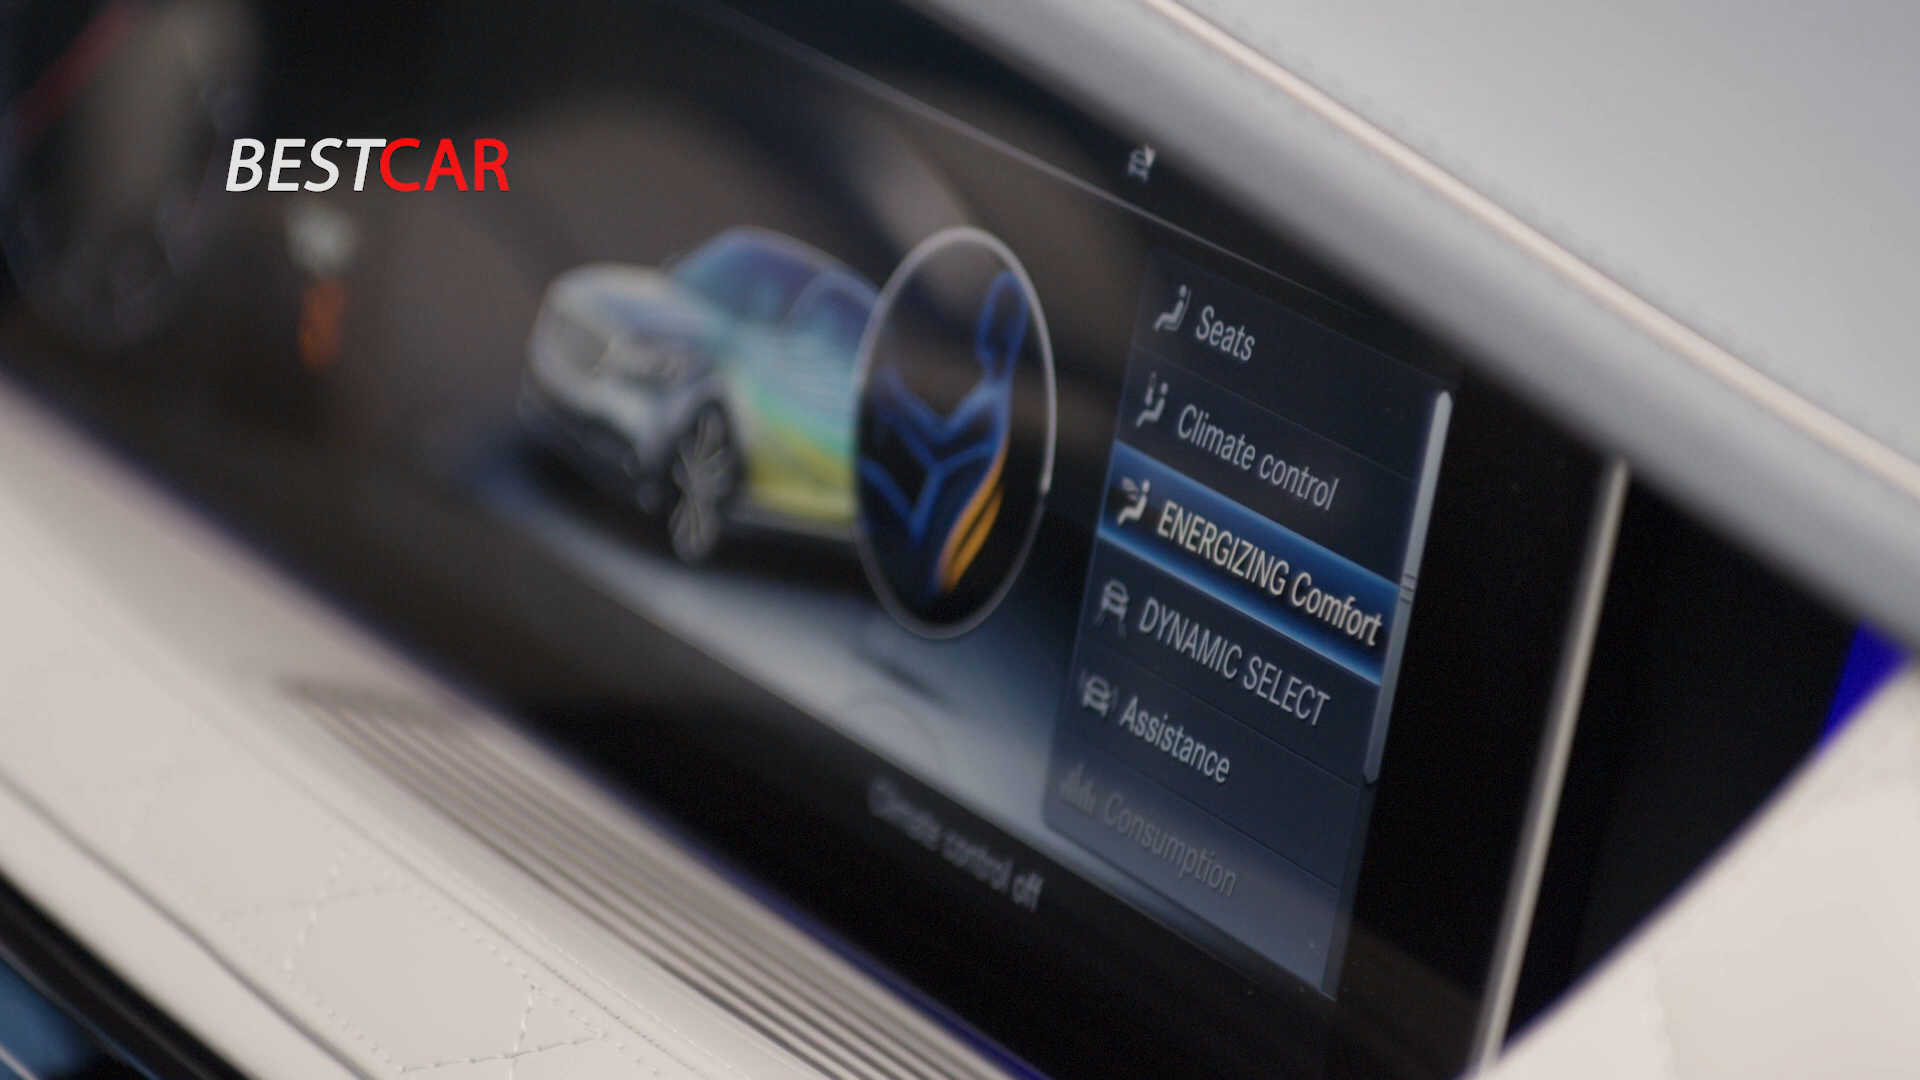 BESTCAR
Seats
Climate control
ENERGIZING Comfort
DYNAMIC SELECT
Assistance
Consumption
Climate control off